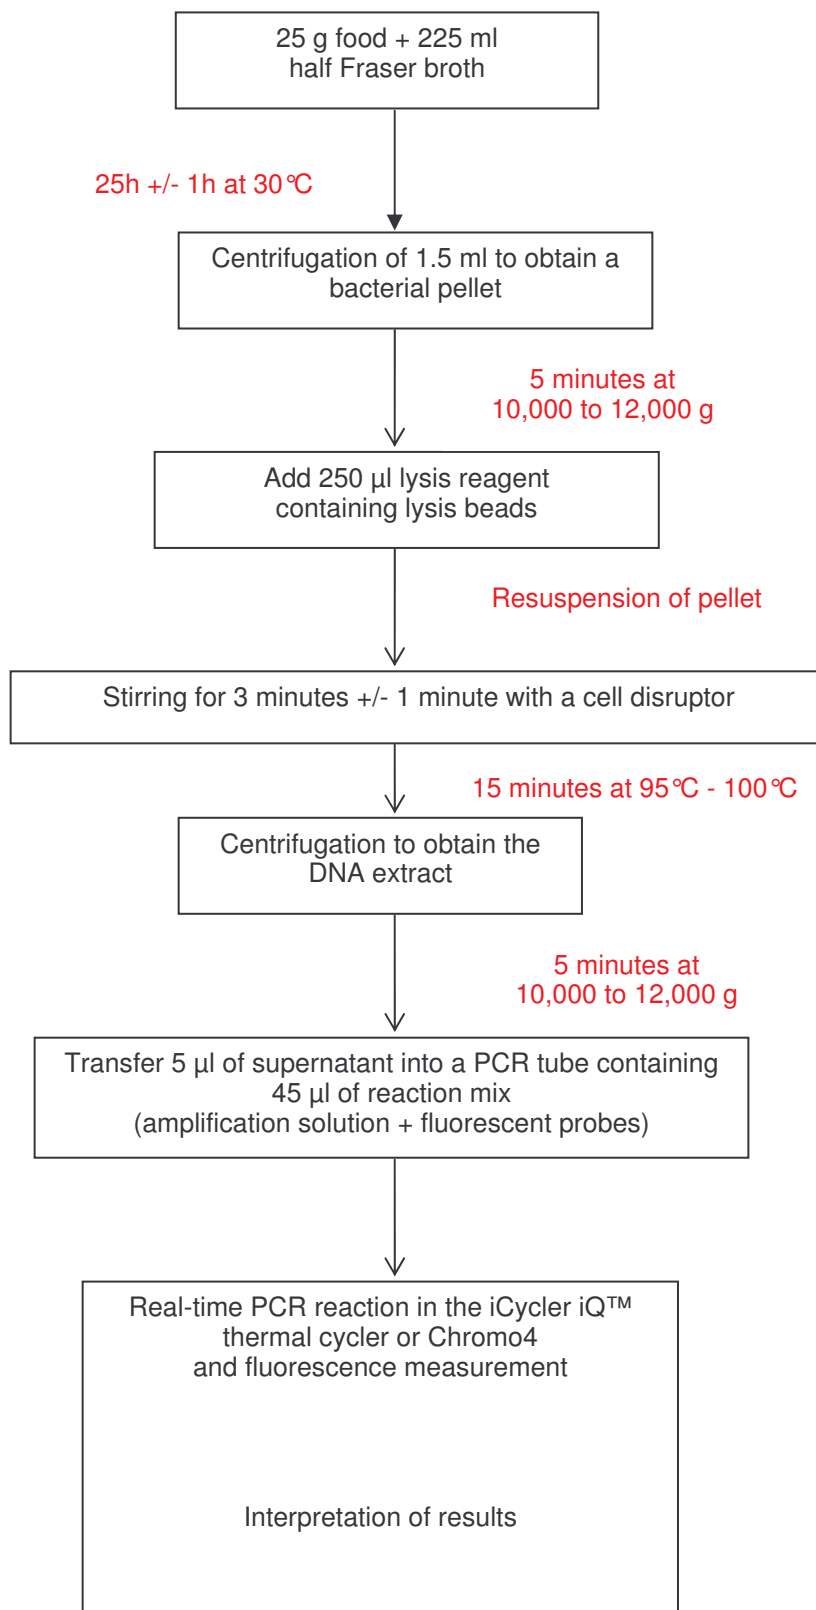 25 g food + 225 ml
half Fraser broth
25h +/- 1h at 30°C
Centrifugation of 1.5 ml to obtain a
bacterial pellet
5 minutes at
10,000 to 12,000 g
Add 250 µl lysis reagent
containing lysis beads
Resuspension of pellet
Stirring for 3 minutes +/- 1 minute with a cell disruptor
15 minutes at 95°C - 100°C
Centrifugation to obtain the
DNA extract
5 minutes at
10,000 to 12,000 g
Transfer 5 µl of supernatant into a PCR tube containing
45 µl of reaction mix
(amplification solution + fluorescent probes)
Real-time PCR reaction in the iCycler iQ™
thermal cycler or Chromo4
and fluorescence measurement
Interpretation of results